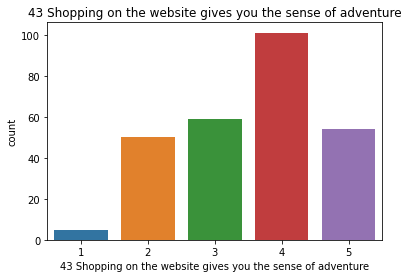 43 Shopping on the website gives you the sense of adventure
100
80
60
40
20
0
count
1 2 3 4 5
43 Shopping on the website gives you the sense of adventure